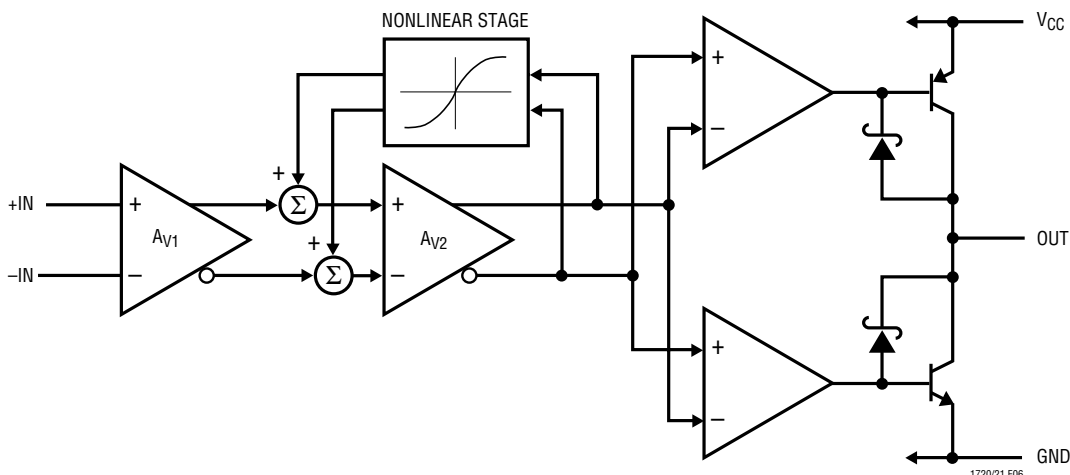 NONLINEAR STAGE
V_CC
+
−
+
+IN
+
Σ
+
A_V1
+
A_V2
OUT
−IN
−
Σ
−
+
−
GND
1720/21 F06